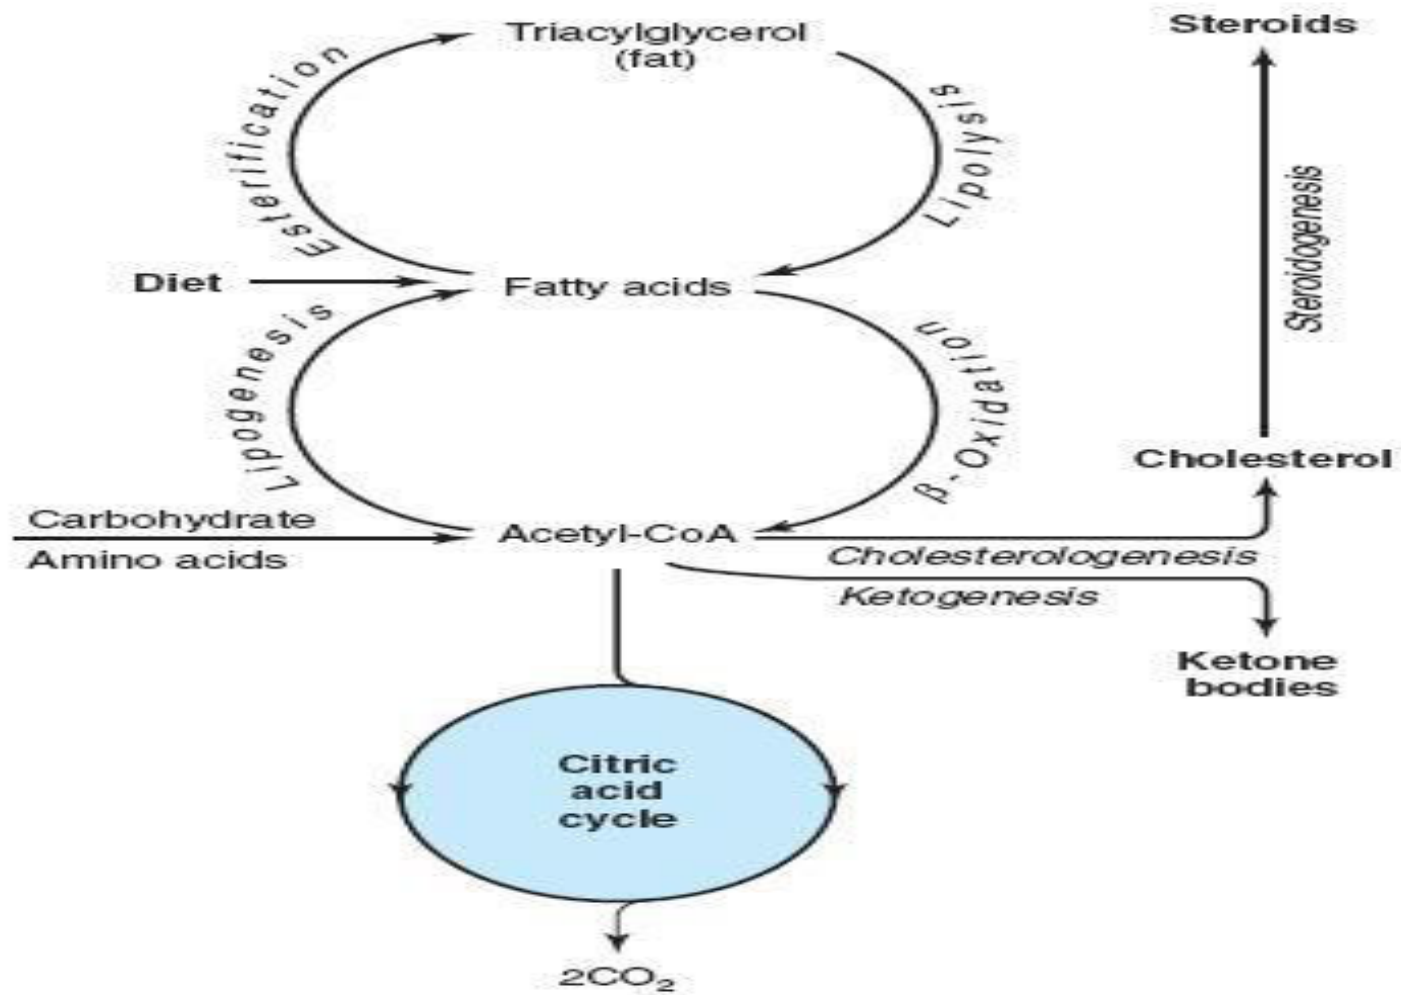 Triacylglycerol
(fat)
Steroids
Esterification
Lipolysis
Steroidogenesis
Diet
Fatty acids
Lipogenesis
β-Oxidation
Cholesterol
Carbohydrate
Amino acids
Acetyl-CoA
Cholesterologenesis
Ketogenesis
Ketone
bodies
Citric
acid
cycle
2CO₂